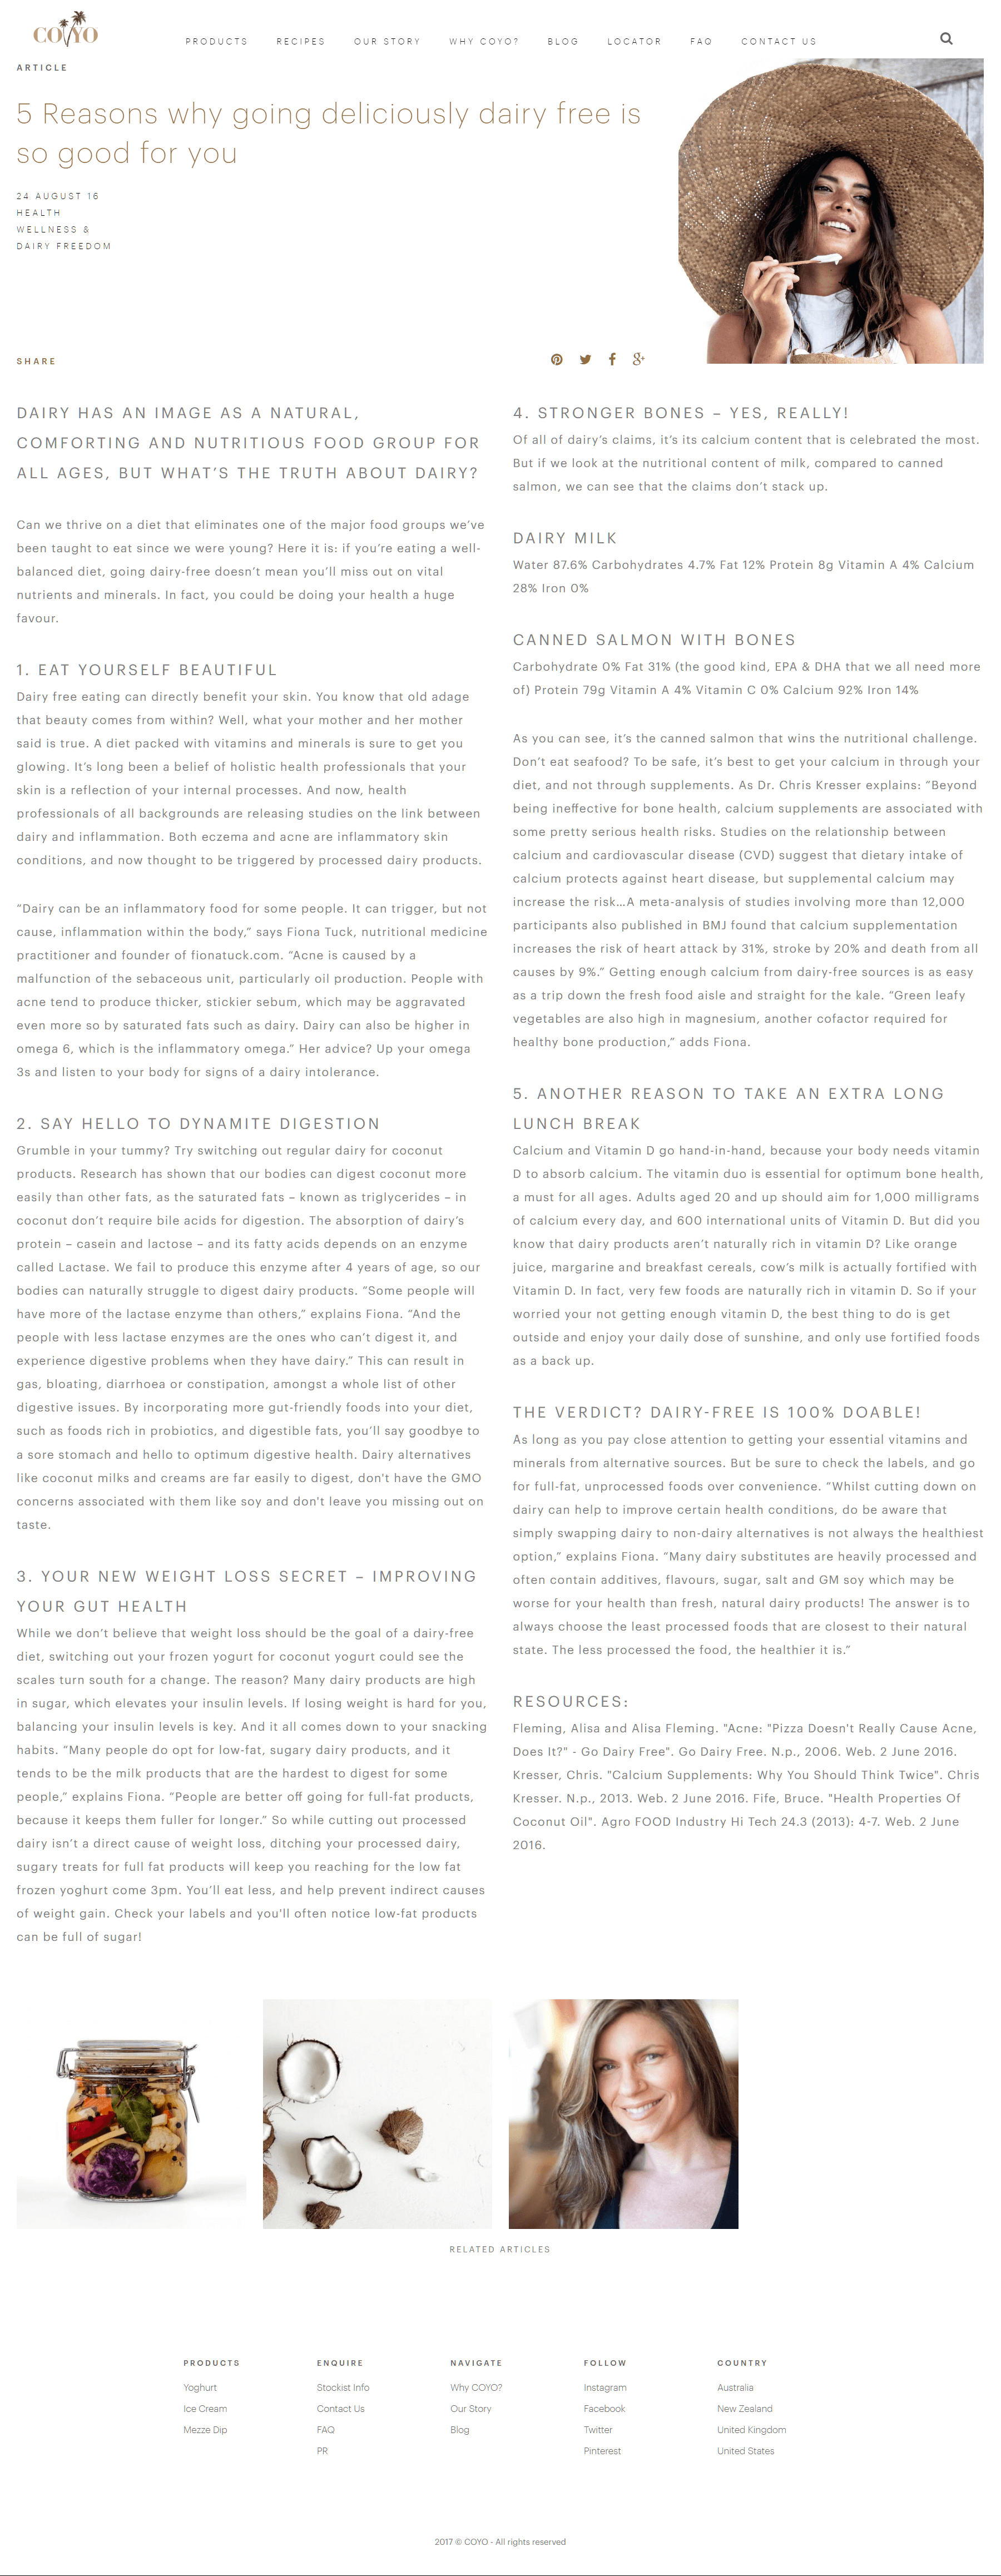 COYO
PRODUCTS RECIPES OUR STORY WHY COYO? BLOG LOCATOR FAQ CONTACT US
ARTICLE
5 Reasons why going deliciously dairy free is
so good for you
24 AUGUST 16
HEALTH
WELLNESS &
DAIRY FREEDOM
SHARE
DAIRY HAS AN IMAGE AS A NATURAL,
COMFORTING AND NUTRITIOUS FOOD GROUP FOR
ALL AGES, BUT WHAT'S THE TRUTH ABOUT DAIRY?
Can we thrive on a diet that eliminates one of the major food groups we've
been taught to eat since we were young? Here it is: if you're eating a well-
balanced diet, going dairy-free doesn't mean you'll miss out on vital
nutrients and minerals. In fact, you could be doing your health a huge
favour.
1. EAT YOURSELF BEAUTIFUL
Dairy free eating can directly benefit your skin. You know that old adage
that beauty comes from within? Well, what your mother and her mother
said is true. A diet packed with vitamins and minerals is sure to get you
glowing. It's long been a belief of holistic health professionals that your
skin is a reflection of your internal processes. And now, health
professionals of all backgrounds are releasing studies on the link between
dairy and inflammation. Both eczema and acne are inflammatory skin
conditions, and now thought to be triggered by processed dairy products.
"Dairy can be an inflammatory food for some people. It can trigger, but not
cause, inflammation within the body," says Fiona Tuck, nutritional medicine
practitioner and founder of fionatuck.com. "Acne is caused by a
malfunction of the sebaceous unit, particularly oil production. People with
acne tend to produce thicker, stickier sebum, which may be aggravated
even more so by saturated fats such as dairy. Dairy can also be higher in
omega 6, which is the inflammatory omega." Her advice? Up your omega
3s and listen to your body for signs of a dairy intolerance.
2. SAY HELLO TO DYNAMITE DIGESTION
Grumble in your tummy? Try switching out regular dairy for coconut
products. Research has shown that our bodies can digest coconut more
easily than other fats, as the saturated fats – known as triglycerides – in
coconut don't require bile acids for digestion. The absorption of dairy's
protein – casein and lactose – and its fatty acids depends on an enzyme
called Lactase. We fail to produce this enzyme after 4 years of age, so our
bodies can naturally struggle to digest dairy products. "Some people will
have more of the lactase enzyme than others," explains Fiona. "And the
people with less lactase enzymes are the ones who can't digest it, and
experience digestive problems when they have dairy." This can result in
gas, bloating, diarrhoea or constipation, amongst a whole list of other
digestive issues. By incorporating more gut-friendly foods into your diet,
such as foods rich in probiotics, and digestible fats, you'll say goodbye to
a sore stomach and hello to optimum digestive health. Dairy alternatives
like coconut milks and creams are far easily to digest, don't have the GMO
concerns associated with them like soy and don't leave you missing out on
taste.
3. YOUR NEW WEIGHT LOSS SECRET – IMPROVING
YOUR GUT HEALTH
While we don't believe that weight loss should be the goal of a dairy-free
diet, switching out your frozen yogurt for coconut yogurt could see the
scales turn south for a change. The reason? Many dairy products are high
in sugar, which elevates your insulin levels. If losing weight is hard for you,
balancing your insulin levels is key. And it all comes down to your snacking
habits. "Many people do opt for low-fat, sugary dairy products, and it
tends to be the milk products that are the hardest to digest for some
people," explains Fiona. "People are better off going for full-fat products,
because it keeps them fuller for longer." So while cutting out processed
dairy isn't a direct cause of weight loss, ditching your processed dairy,
sugary treats for full fat products will keep you reaching for the low fat
frozen yoghurt come 3pm. You'll eat less, and help prevent indirect causes
of weight gain. Check your labels and you'll often notice low-fat products
can be full of sugar!
4. STRONGER BONES – YES, REALLY!
Of all of dairy's claims, it's its calcium content that is celebrated the most.
But if we look at the nutritional content of milk, compared to canned
salmon, we can see that the claims don't stack up.
DAIRY MILK
Water 87.6% Carbohydrates 4.7% Fat 12% Protein 8g Vitamin A 4% Calcium
28% Iron 0%
CANNED SALMON WITH BONES
Carbohydrate 0% Fat 31% (the good kind, EPA & DHA that we all need more
of) Protein 79g Vitamin A 4% Vitamin C 0% Calcium 92% Iron 14%
As you can see, it's the canned salmon that wins the nutritional challenge.
Don't eat seafood? To be safe, it's best to get your calcium in through your
diet, and not through supplements. As Dr. Chris Kresser explains: "Beyond
being ineffective for bone health, calcium supplements are associated with
some pretty serious health risks. Studies on the relationship between
calcium and cardiovascular disease (CVD) suggest that dietary intake of
calcium protects against heart disease, but supplemental calcium may
increase the risk...A meta-analysis of studies involving more than 12,000
participants also published in BMJ found that calcium supplementation
increases the risk of heart attack by 31%, stroke by 20% and death from all
causes by 9%." Getting enough calcium from dairy-free sources is as easy
as a trip down the fresh food aisle and straight for the kale. "Green leafy
vegetables are also high in magnesium, another cofactor required for
healthy bone production," adds Fiona.
5. ANOTHER REASON TO TAKE AN EXTRA LONG
LUNCH BREAK
Calcium and Vitamin D go hand-in-hand, because your body needs vitamin
D to absorb calcium. The vitamin duo is essential for optimum bone health,
a must for all ages. Adults aged 20 and up should aim for 1,000 milligrams
of calcium every day, and 600 international units of Vitamin D. But did you
know that dairy products aren't naturally rich in vitamin D? Like orange
juice, margarine and breakfast cereals, cow's milk is actually fortified with
Vitamin D. In fact, very few foods are naturally rich in vitamin D. So if your
worried your not getting enough vitamin D, the best thing to do is get
outside and enjoy your daily dose of sunshine, and only use fortified foods
as a back up.
THE VERDICT? DAIRY-FREE IS 100% DOABLE!
As long as you pay close attention to getting your essential vitamins and
minerals from alternative sources. But be sure to check the labels, and go
for full-fat, unprocessed foods over convenience. "Whilst cutting down on
dairy can help to improve certain health conditions, do be aware that
simply swapping dairy to non-dairy alternatives is not always the healthiest
option," explains Fiona. "Many dairy substitutes are heavily processed and
often contain additives, flavours, sugar, salt and GM soy which may be
worse for your health than fresh, natural dairy products! The answer is to
always choose the least processed foods that are closest to their natural
state. The less processed the food, the healthier it is."
RESOURCES:
Fleming, Alisa and Alisa Fleming. "Acne: "Pizza Doesn't Really Cause Acne,
Does It?" - Go Dairy Free". Go Dairy Free. N.p., 2006. Web. 2 June 2016.
Kresser, Chris. "Calcium Supplements: Why You Should Think Twice". Chris
Kresser. N.p., 2013. Web. 2 June 2016. Fife, Bruce. "Health Properties Of
Coconut Oil". Agro FOOD Industry Hi Tech 24.3 (2013): 4-7. Web. 2 June
2016.
RELATED ARTICLES
PRODUCTS
Yoghurt
Ice Cream
Mezze Dip
ENQUIRE
Stockist Info
Contact Us
FAQ
PR
NAVIGATE
Why COYO?
Our Story
Blog
FOLLOW
Instagram
Facebook
Twitter
Pinterest
COUNTRY
Australia
New Zealand
United Kingdom
United States
2017 © COYO - All rights reserved